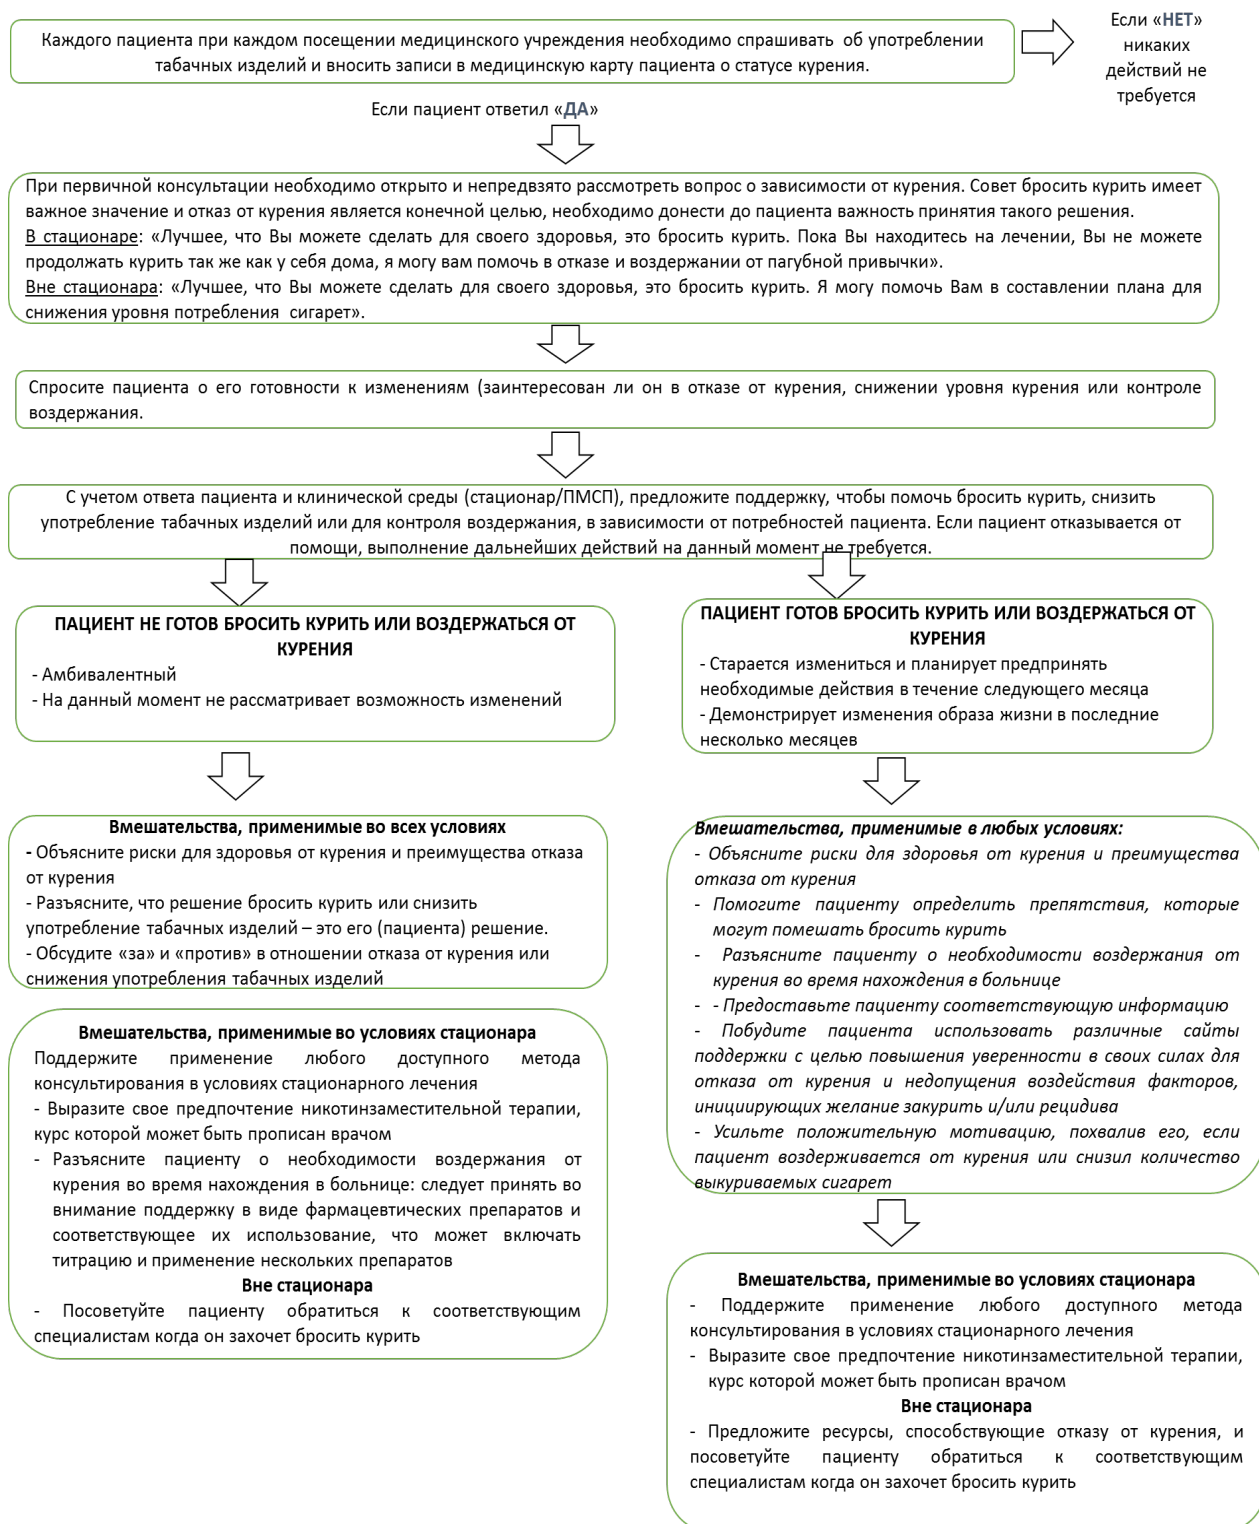 Каждого пациента при каждом посещении медицинского учреждения необходимо спрашивать об употреблении
табачных изделий и вносить записи в медицинскую карту пациента о статусе курения.
Если «НЕТ»
никаких
действий не
требуется
Если пациент ответил «ДА»
При первичной консультации необходимо открыто и непредвзято рассмотреть вопрос о зависимости от курения. Совет бросить курить имеет
важное значение и отказ от курения является конечной целью, необходимо донести до пациента важность принятия такого решения.
В стационаре: «Лучшее, что Вы можете сделать для своего здоровья, это бросить курить. Пока Вы находитесь на лечении, Вы не можете
продолжать курить так же как у себя дома, я могу вам помочь в отказе и воздержании от пагубной привычки».
Вне стационара: «Лучшее, что Вы можете сделать для своего здоровья, это бросить курить. Я могу помочь Вам в составлении плана для
снижения уровня потребления сигарет».
Спросите пациента о его готовности к изменениям (заинтересован ли он в отказе от курения, снижении уровня курения или контроле
воздержания.
С учетом ответа пациента и клинической среды (стационар/ПМСП), предложите поддержку, чтобы помочь бросить курить, снизить
употребление табачных изделий или для контроля воздержания, в зависимости от потребностей пациента. Если пациент отказывается от
помощи, выполнение дальнейших действий на данный момент не требуется.
ПАЦИЕНТ НЕ ГОТОВ БРОСИТЬ КУРИТЬ ИЛИ ВОЗДЕРЖАТЬСЯ ОТ
КУРЕНИЯ
- Амбивалентный
- На данный момент не рассматривает возможность изменений
Вмешательства, применимые во всех условиях
- Объясните риски для здоровья от курения и преимущества отказа
от курения
- Разъясните, что решение бросить курить или снизить
употребление табачных изделий – это его (пациента) решение.
- Обсудите «за» и «против» в отношении отказа от курения или
снижения употребления табачных изделий
Вмешательства, применимые во условиях стационара
Поддержите применение любого доступного метода
консультирования в условиях стационарного лечения
- Выразите свое предпочтение никотинзаместительной терапии,
курс которой может быть прописан врачом
- Разъясните пациенту о необходимости воздержания от
курения во время нахождения в больнице: следует принять во
внимание поддержку в виде фармацевтических препаратов и
соответствующее их использование, что может включать
титрацию и применение нескольких препаратов
Вне стационара
- Посоветуйте пациенту обратиться к соответствующим
специалистам когда он захочет бросить курить
ПАЦИЕНТ ГОТОВ БРОСИТЬ КУРИТЬ ИЛИ ВОЗДЕРЖАТЬСЯ ОТ
КУРЕНИЯ
- Старается измениться и планирует предпринять
необходимые действия в течение следующего месяца
- Демонстрирует изменения образа жизни в последние
несколько месяцев
Вмешательства, применимые в любых условиях:
- Объясните риски для здоровья от курения и преимущества
отказа от курения
- Помогите пациенту определить препятствия, которые
могут помешать бросить курить
- Разъясните пациенту о необходимости воздержания от
курения во время нахождения в больнице
- - Предоставьте пациенту соответствующую информацию
- Побудите пациента использовать различные сайты
поддержки с целью повышения уверенности в своих силах для
отказа от курения и недопущения воздействия факторов,
инициирующих желание закурить и/или рецидива
- Усильте положительную мотивацию, похвалив его, если
пациент воздерживается от курения или снизил количество
выкуриваемых сигарет
Вмешательства, применимые во условиях стационара
- Поддержите применение любого доступного метода
консультирования в условиях стационарного лечения
- Выразите свое предпочтение никотинзаместительной терапии,
курс которой может быть прописан врачом
Вне стационара
- Предложите ресурсы, способствующие отказу от курения, и
посоветуйте пациенту обратиться к соответствующим
специалистам когда он захочет бросить курить